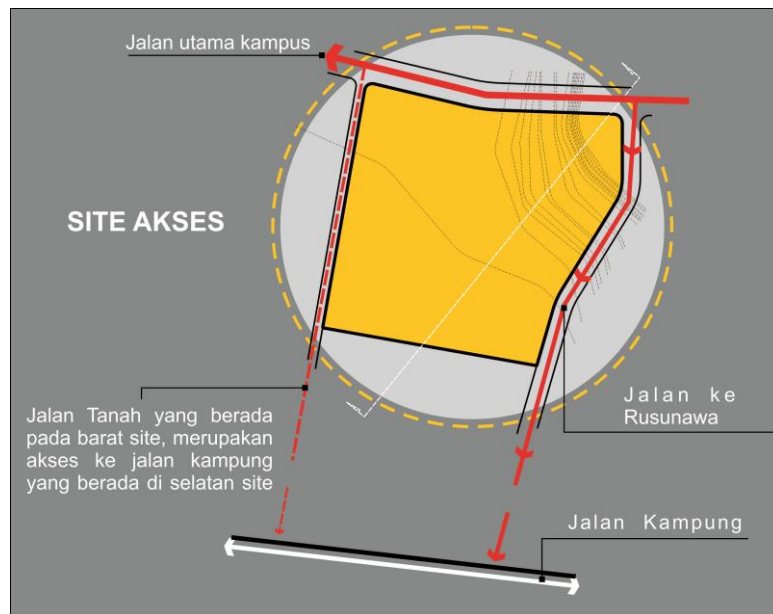 Jalan utama kampus
SITE AKSES
Jalan ke
Rusunawa
Jalan Tanah yang berada
pada barat site, merupakan
akses ke jalan kampung
yang berada di selatan site
Jalan Kampung